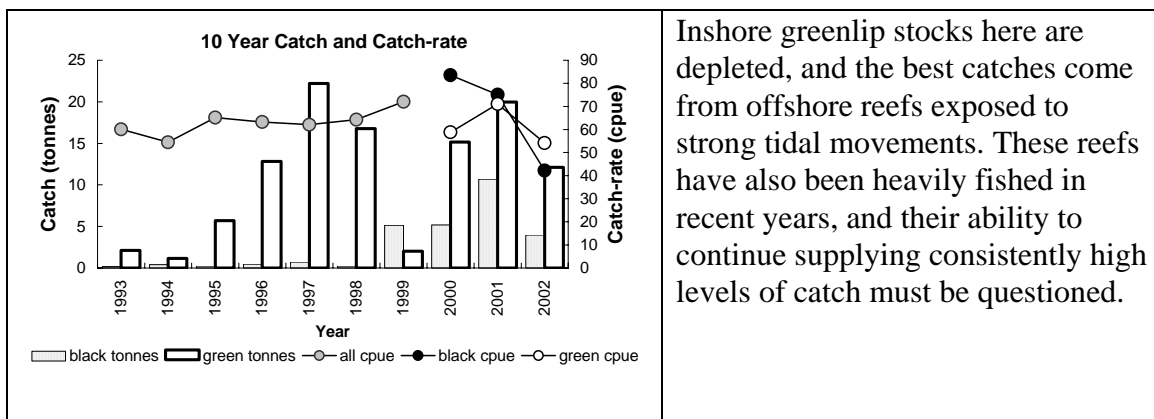 10 Year Catch and Catch-rate
25
20
15
10
5
0
Catch (tonnes)
90
80
70
60
50
40
30
20
10
0
Catch-rate (cpue)
1993
1994
1995
1996
1997
1998
1999
2000
2001
2002
Year
black tonnes green tonnes all cpue black cpue green cpue
Inshore greenlip stocks here are
depleted, and the best catches come
from offshore reefs exposed to
strong tidal movements. These reefs
have also been heavily fished in
recent years, and their ability to
continue supplying consistently high
levels of catch must be questioned.